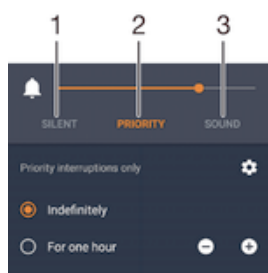 1 2 3
SILENT PRIORITY SOUND
Priority interruptions only
Indefinitely
For one hour